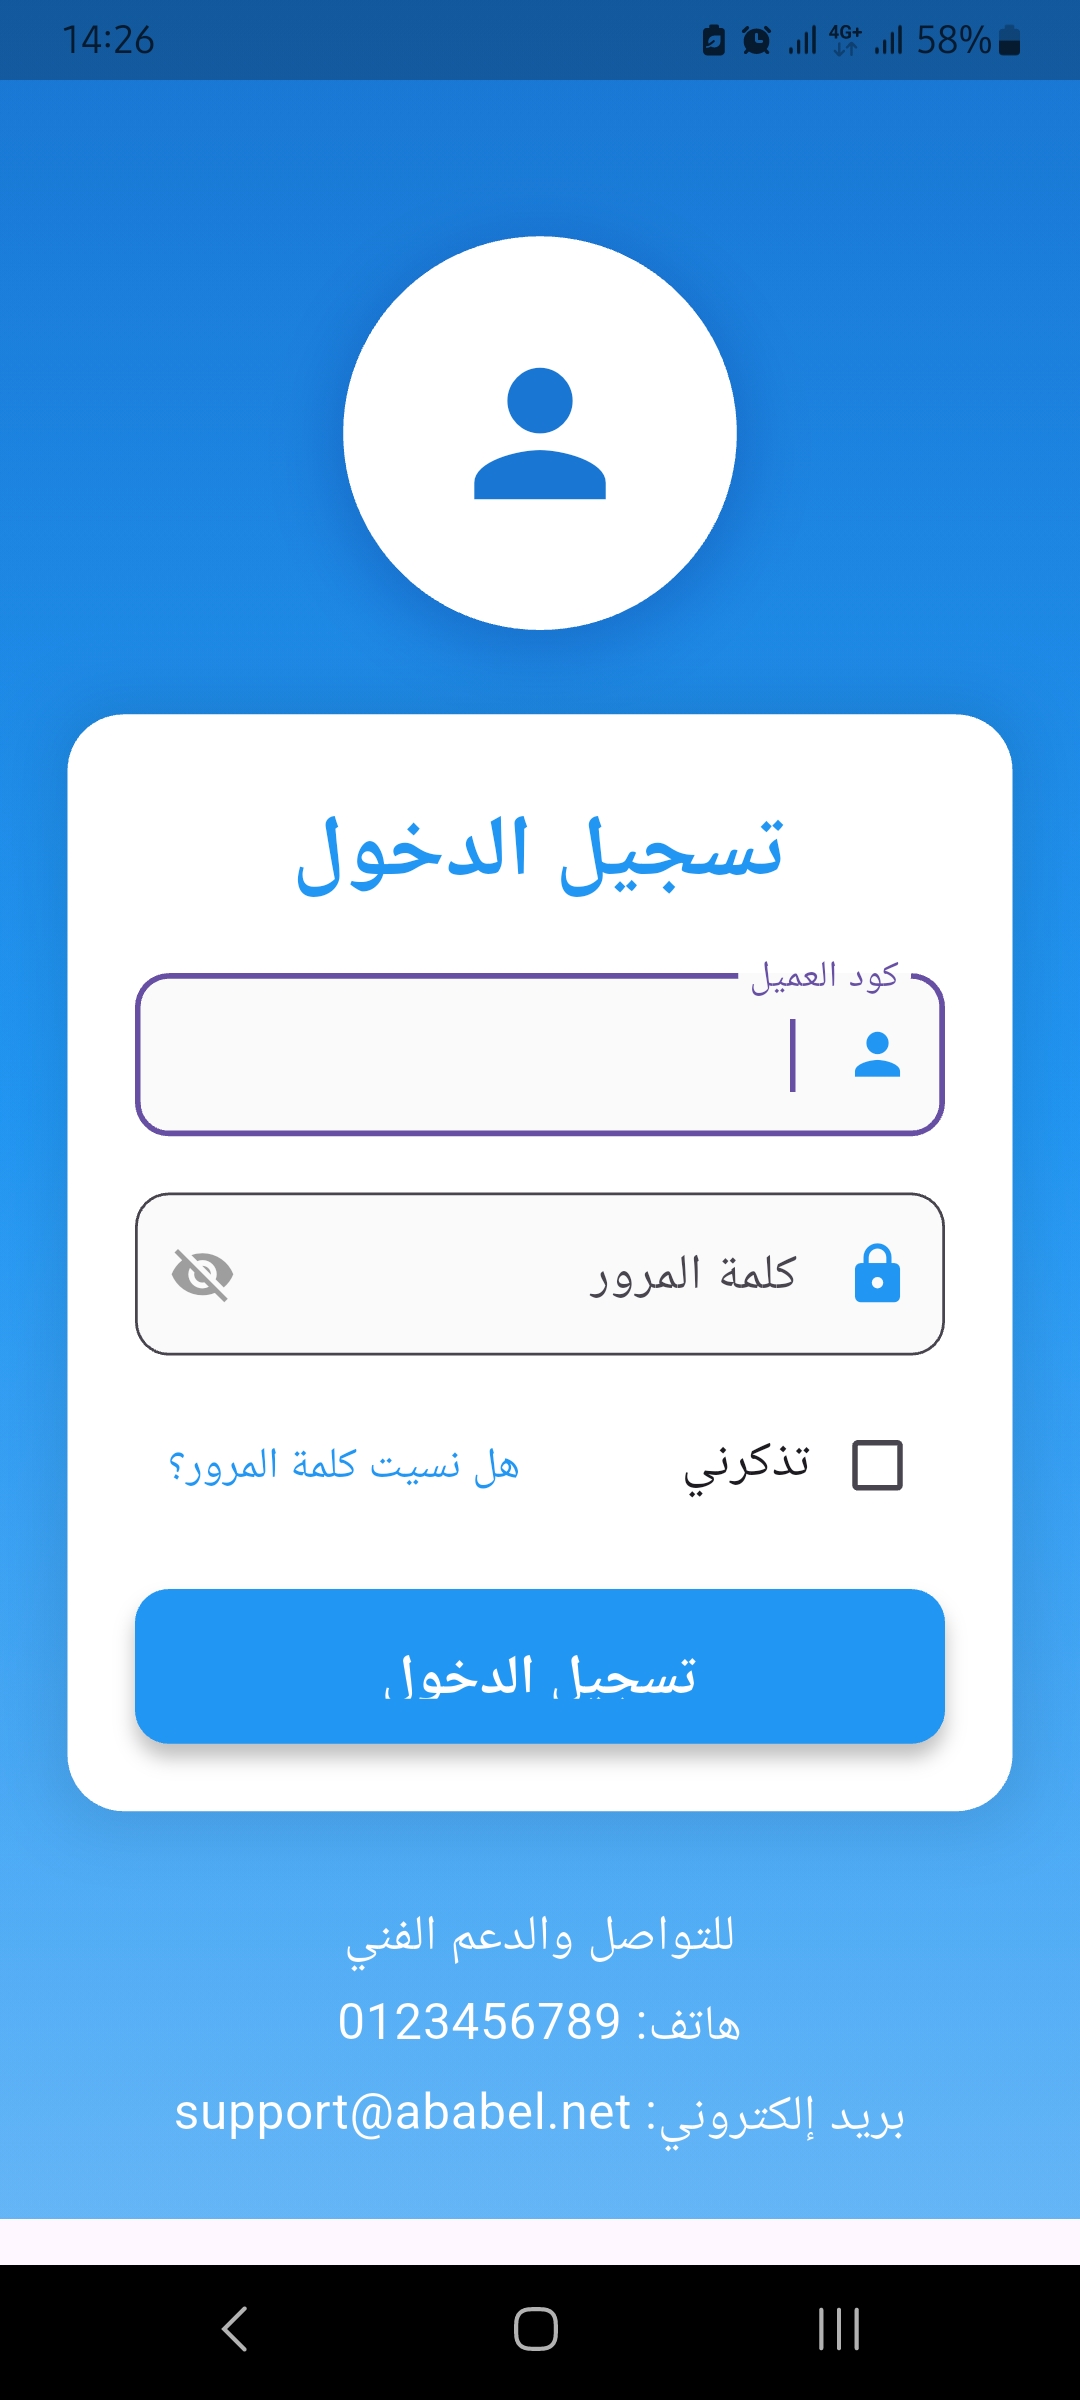 14:26 4G+ 58%
تسجيل الدخول
كود العميل
كلمة المرور
تذكرني هل نسيت كلمة المرور؟
تسجيل الدخول
للتواصل والدعم الفني
هاتف: 0123456789
بريد إلكتروني: support@ababel.net